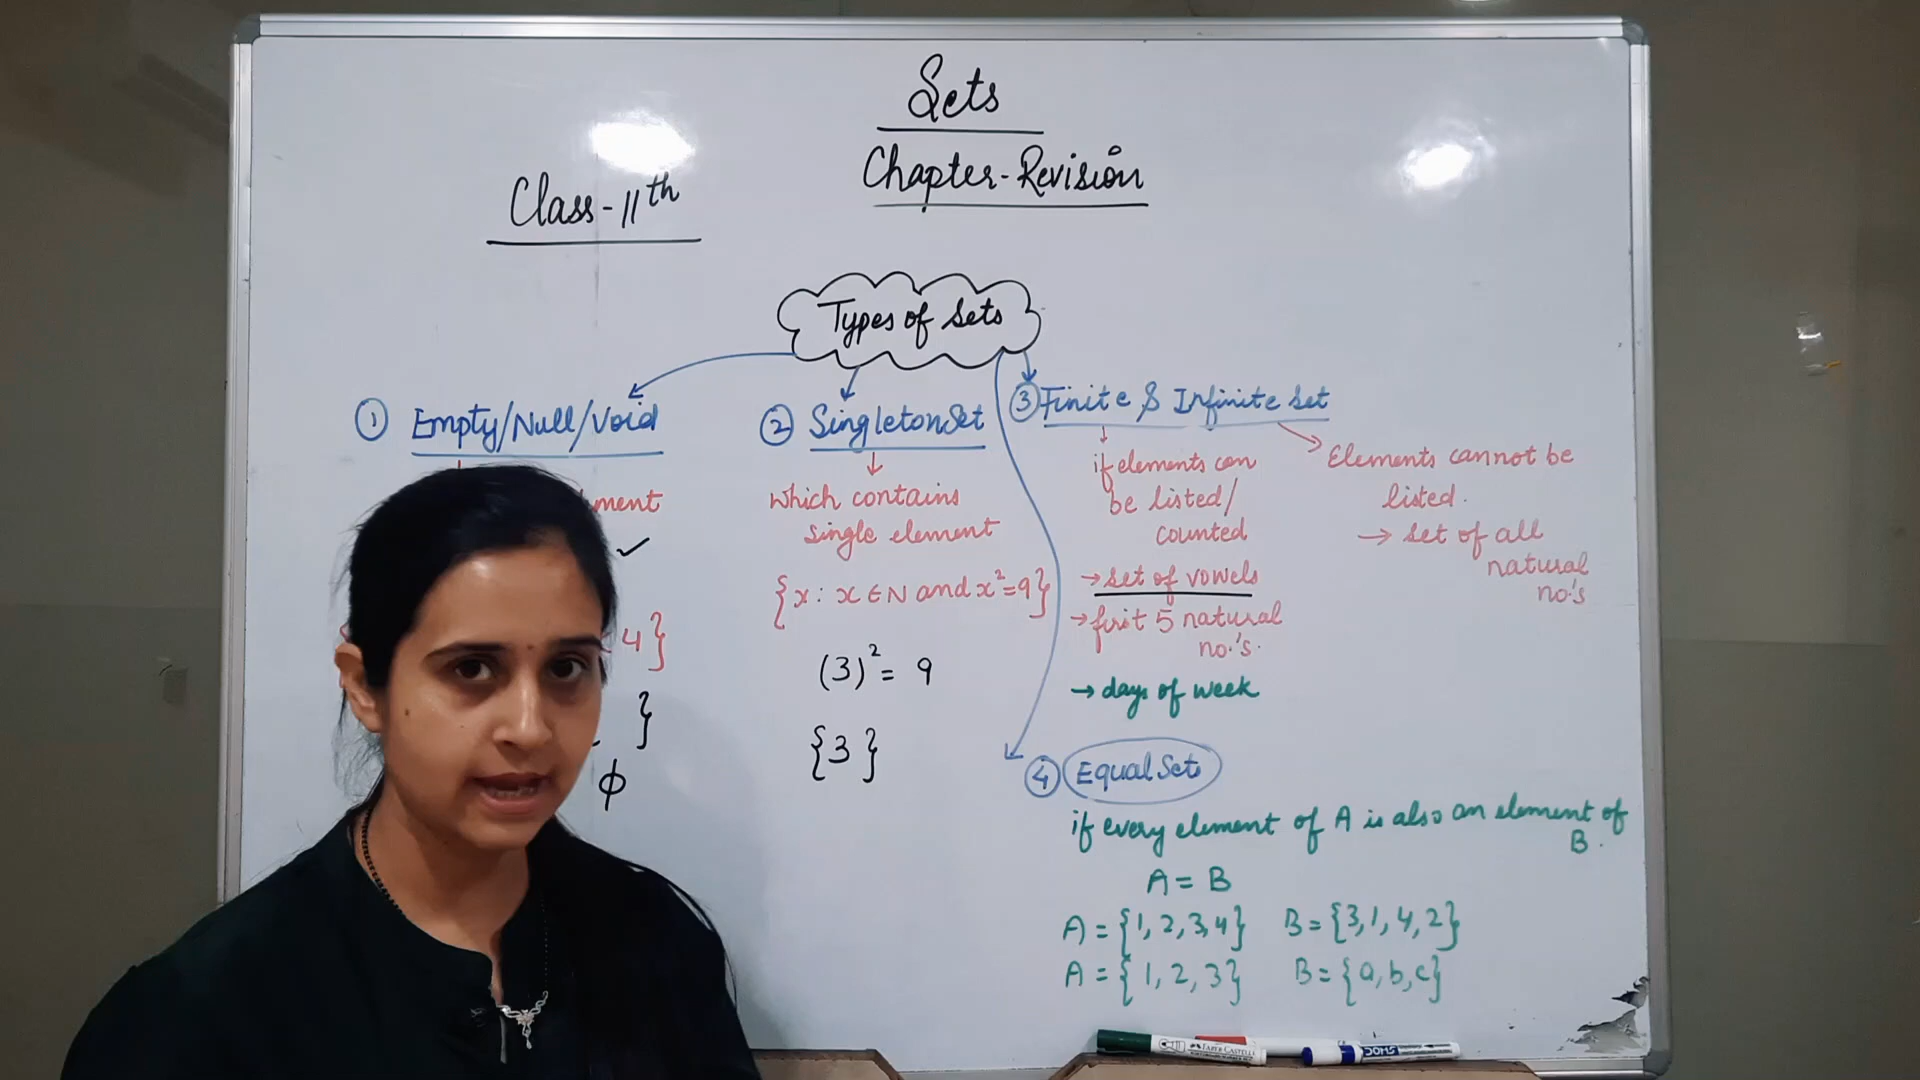 Sets
Chapter-Revision
Class-11th
Types of Sets
① Empty/Null/Void
4}
}
ϕ
② Singleton Set
Which contains
single element
{x : x ∈ N and x²=9}
(3)² = 9
{3}
③ Finite & Infinite set
if elements can
be listed/
counted
→ set of vowels
→ first 5 natural
no.'s.
→ days of week
Elements cannot be
listed.
→ set of all
natural
no.'s
④ Equal Set
if every element of A is also an element of
B.
A = B
A = {1, 2, 3, 4} B = {3, 1, 4, 2}
A = {1, 2, 3} B = {a, b, c}
FABER-CASTELL
DOMS